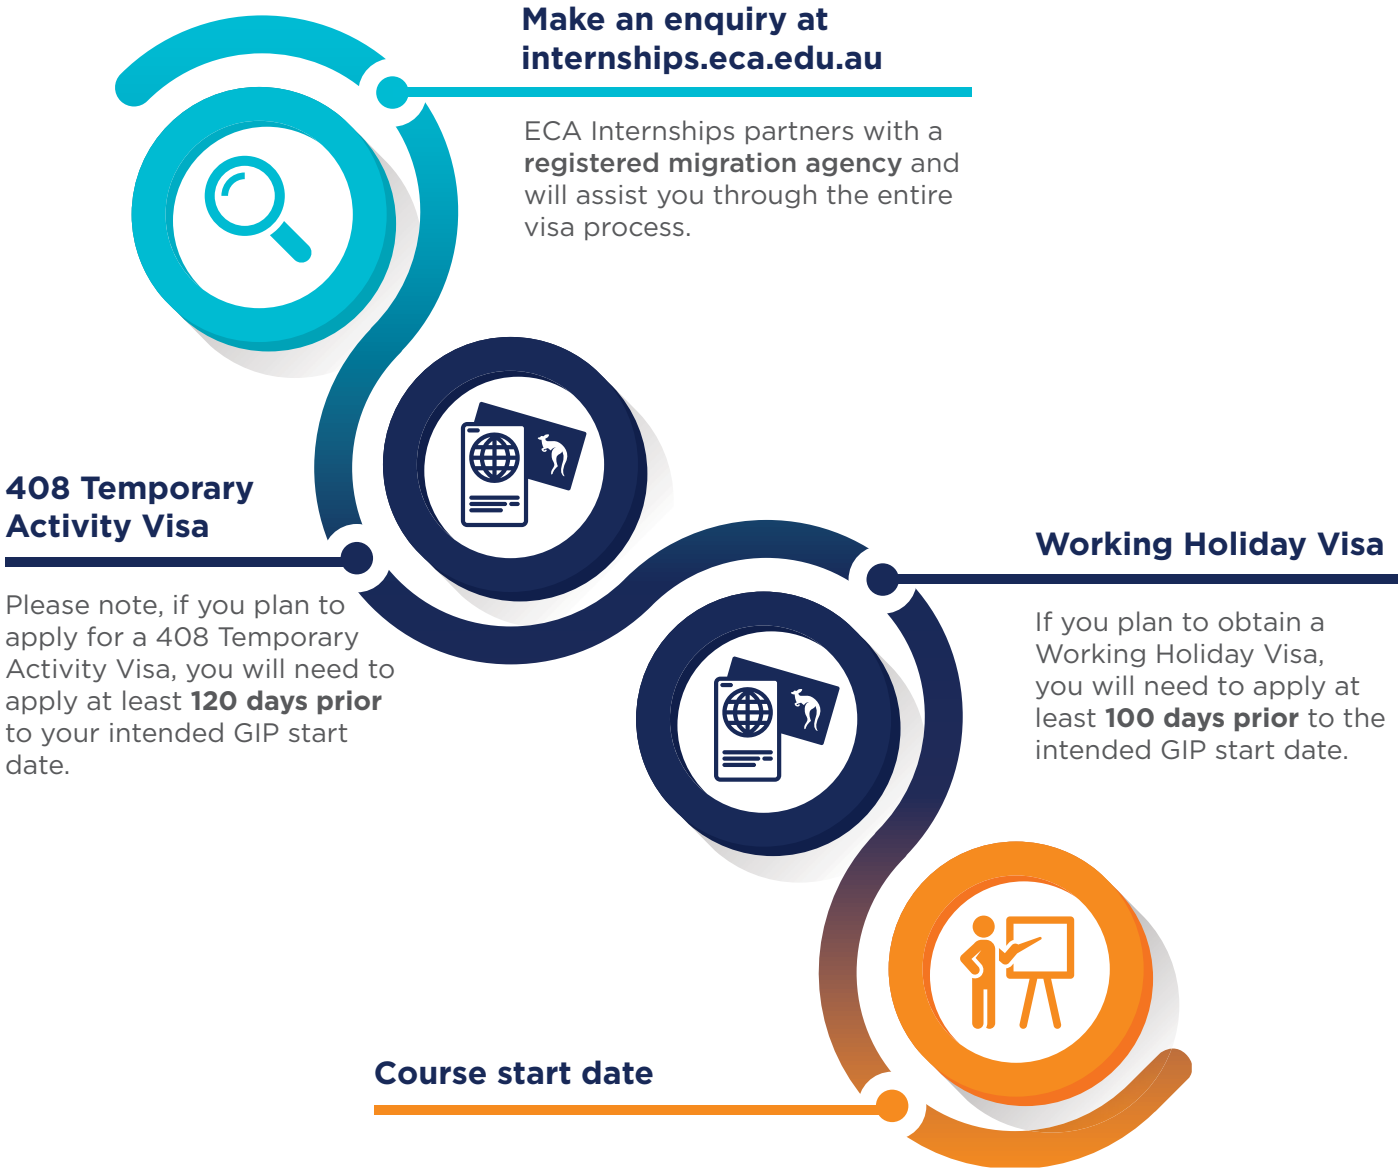 Make an enquiry at
internships.eca.edu.au
ECA Internships partners with a
registered migration agency and
will assist you through the entire
visa process.
408 Temporary
Activity Visa
Please note, if you plan to
apply for a 408 Temporary
Activity Visa, you will need to
apply at least 120 days prior
to your intended GIP start
date.
Working Holiday Visa
If you plan to obtain a
Working Holiday Visa,
you will need to apply at
least 100 days prior to the
intended GIP start date.
Course start date